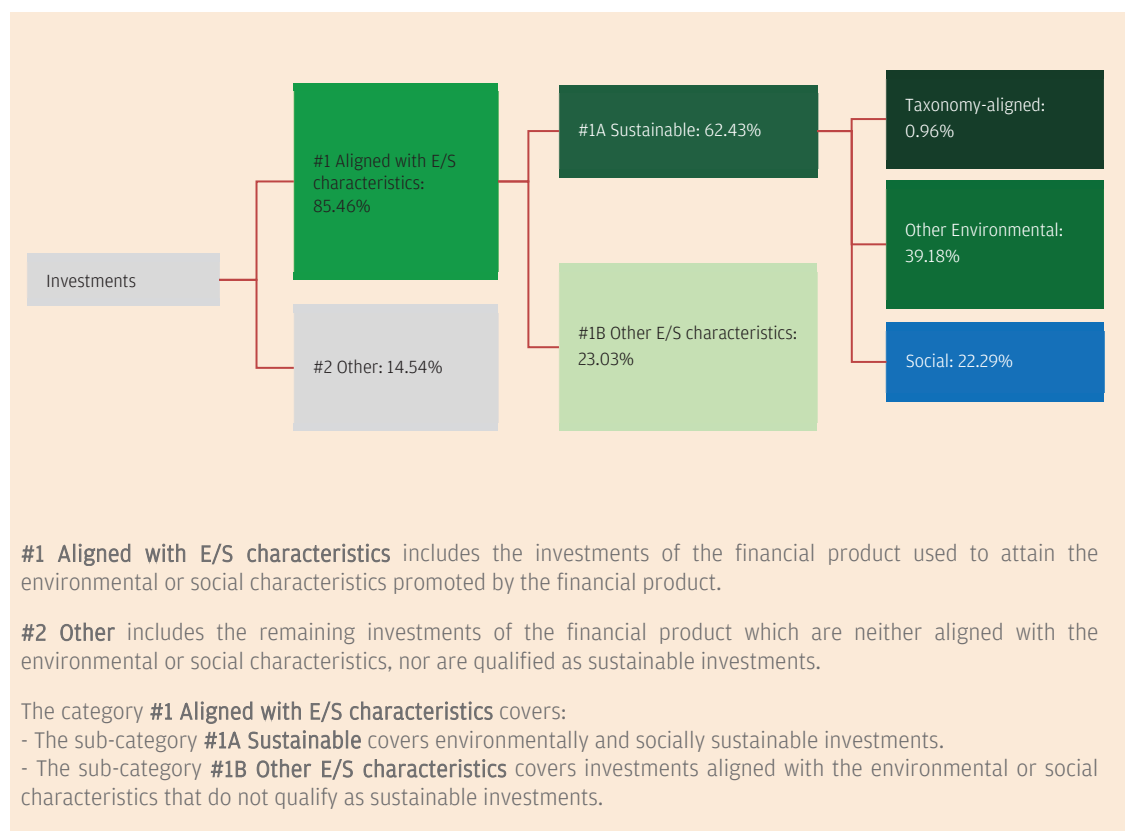 Investments
#1 Aligned with E/S
characteristics:
85.46%
#2 Other: 14.54%
#1A Sustainable: 62.43%
#1B Other E/S characteristics:
23.03%
Taxonomy-aligned:
0.96%
Other Environmental:
39.18%
Social: 22.29%
#1 Aligned with E/S characteristics includes the investments of the financial product used to attain the
environmental or social characteristics promoted by the financial product.
#2 Other includes the remaining investments of the financial product which are neither aligned with the
environmental or social characteristics, nor are qualified as sustainable investments.
The category #1 Aligned with E/S characteristics covers:
- The sub-category #1A Sustainable covers environmentally and socially sustainable investments.
- The sub-category #1B Other E/S characteristics covers investments aligned with the environmental or social
characteristics that do not qualify as sustainable investments.